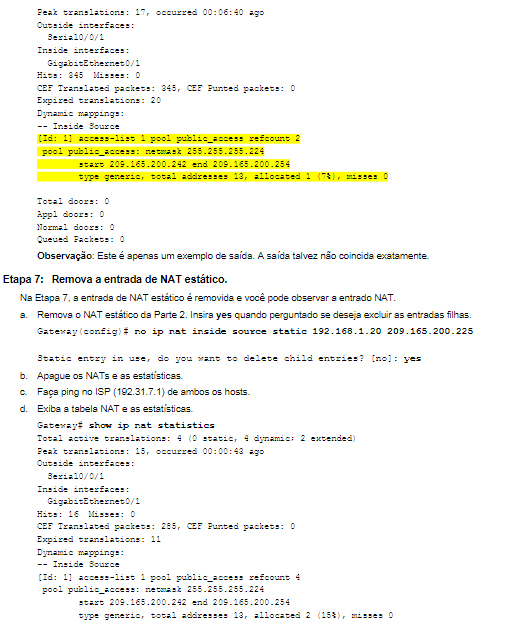 Peak translations: 17, occurred 00:06:40 ago
Outside interfaces:
Serial0/0/1
Inside interfaces:
GigabitEthernet0/1
Hits: 345 Misses: 0
CEF Translated packets: 345, CEF Punted packets: 0
Expired translations: 20
Dynamic mappings:
-- Inside Source
[Id: 1] access-list 1 pool public_access refcount 2
pool public_access: netmask 255.255.255.224
start 209.165.200.242 end 209.165.200.254
type generic, total addresses 13, allocated 1 (7%), misses 0
Total doors: 0
Appl doors: 0
Normal doors: 0
Queued Packets: 0
Observação: Este é apenas um exemplo de saída. A saída talvez não coincida exatamente.
Etapa 7: Remova a entrada de NAT estático.
Na Etapa 7, a entrada de NAT estático é removida e você pode observar a entrado NAT.
a. Remova o NAT estático da Parte 2. Insira yes quando perguntado se deseja excluir as entradas filhas.
Gateway(config)# no ip nat inside source static 192.168.1.20 209.165.200.225
Static entry in use, do you want to delete child entries? [no]: yes
b. Apague os NATs e as estatísticas.
c. Faça ping no ISP (192.31.7.1) de ambos os hosts.
d. Exiba a tabela NAT e as estatísticas.
Gateway# show ip nat statistics
Total active translations: 4 (0 static, 4 dynamic; 2 extended)
Peak translations: 15, occurred 00:00:43 ago
Outside interfaces:
Serial0/0/1
Inside interfaces:
GigabitEthernet0/1
Hits: 16 Misses: 0
CEF Translated packets: 285, CEF Punted packets: 0
Expired translations: 11
Dynamic mappings:
-- Inside Source
[Id: 1] access-list 1 pool public_access refcount 4
pool public_access: netmask 255.255.255.224
start 209.165.200.242 end 209.165.200.254
type generic, total addresses 13, allocated 2 (15%), misses 0